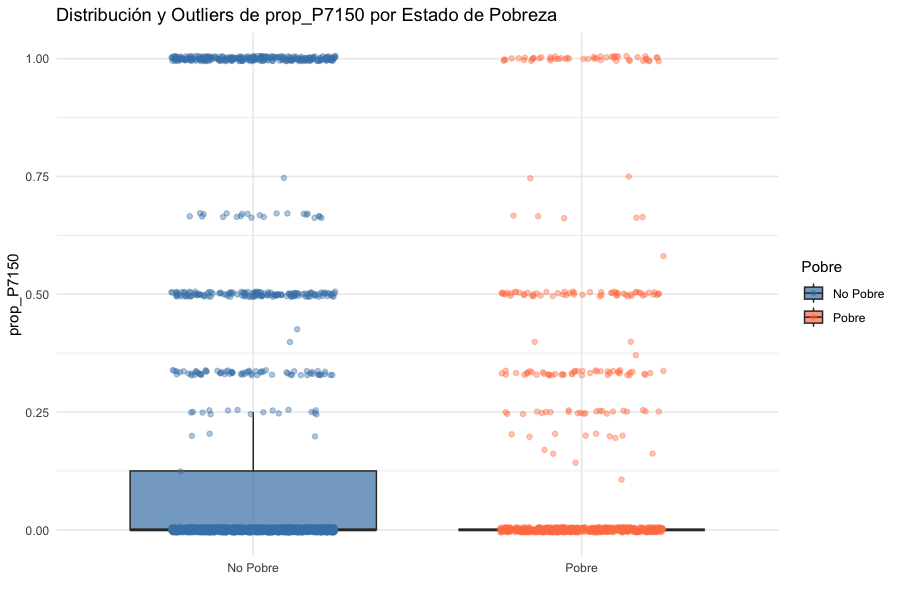 Distribución y Outliers de prop_P7150 por Estado de Pobreza
prop_P7150
1.00
0.75
0.50
0.25
0.00
No Pobre
Pobre
Pobre
No Pobre
Pobre